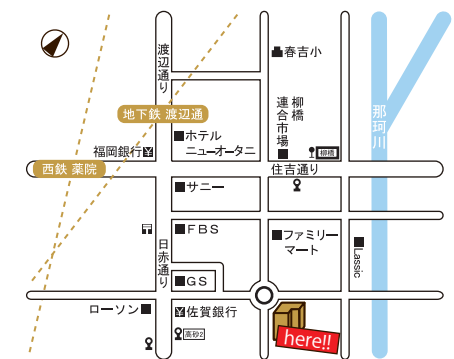 渡辺通り
春吉小
地下鉄 渡辺通
柳橋
連合市場
那珂川
ホテル
ニューオータニ
福岡銀行
柳橋
西鉄 薬院
住吉通り
サニー
FBS
ファミリー
マート
日赤通り
Lassic
GS
ローソン
佐賀銀行
高砂2
here!!